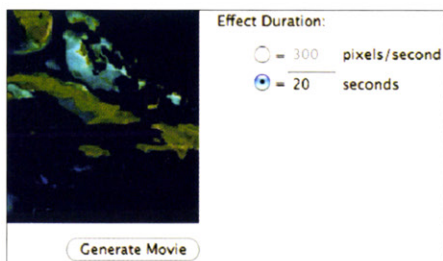 Effect Duration:
= 300 pixels/second
= 20 seconds
Generate Movie